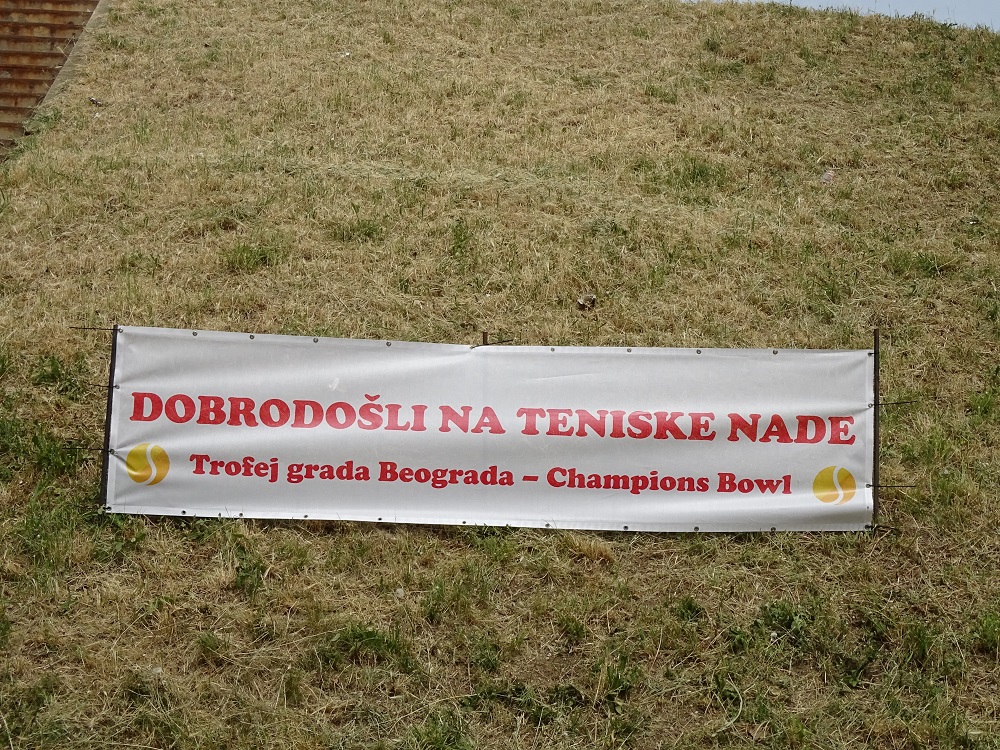 DOBRODOŠLI NA TENISKE NADE
Trofej grada Beograda – Champions Bowl